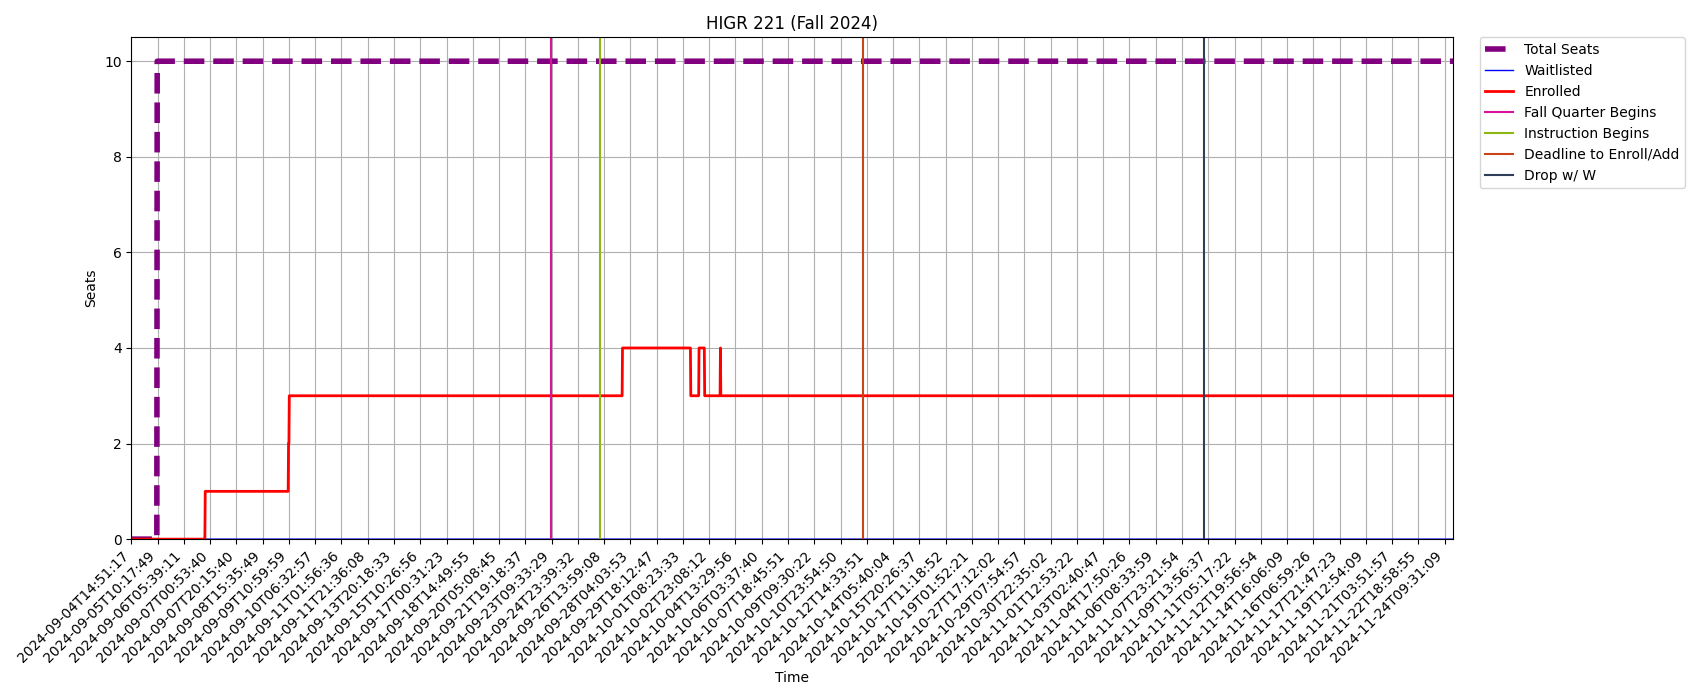 HIGR 221 (Fall 2024)
10
8
6
4
2
0
Seats
2024-09-04T14:51:17
2024-09-05T10:17:49
2024-09-06T05:39:11
2024-09-07T00:53:40
2024-09-07T20:15:40
2024-09-08T15:35:49
2024-09-09T10:59:59
2024-09-10T06:32:57
2024-09-11T01:56:36
2024-09-11T21:36:08
2024-09-13T20:18:33
2024-09-15T10:26:56
2024-09-17T00:31:23
2024-09-18T14:49:55
2024-09-20T05:08:45
2024-09-21T19:18:37
2024-09-23T09:33:29
2024-09-24T23:39:32
2024-09-26T13:59:08
2024-09-28T04:03:53
2024-09-29T18:12:47
2024-10-01T08:23:33
2024-10-02T23:08:12
2024-10-04T13:29:56
2024-10-06T03:37:40
2024-10-07T18:45:51
2024-10-09T09:30:22
2024-10-10T23:54:50
2024-10-12T14:33:51
2024-10-14T05:40:04
2024-10-15T20:26:37
2024-10-17T11:18:52
2024-10-19T01:52:21
2024-10-27T17:12:02
2024-10-29T07:54:57
2024-10-30T22:35:02
2024-11-01T12:53:22
2024-11-03T02:40:47
2024-11-04T17:50:26
2024-11-06T08:33:59
2024-11-07T23:21:54
2024-11-09T13:56:37
2024-11-11T05:17:22
2024-11-12T19:56:54
2024-11-14T16:06:09
2024-11-16T06:59:26
2024-11-17T21:47:23
2024-11-19T12:54:09
2024-11-21T03:51:57
2024-11-22T18:58:55
2024-11-24T09:31:09
Time
Total Seats
Waitlisted
Enrolled
Fall Quarter Begins
Instruction Begins
Deadline to Enroll/Add
Drop w/ W